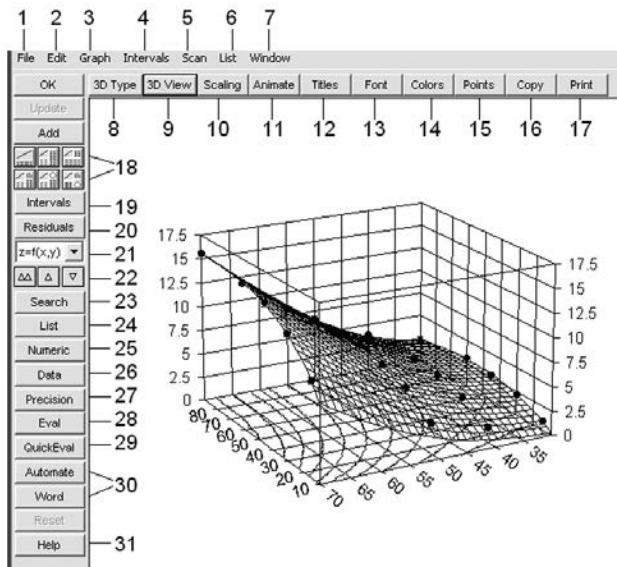 1 2 3 4 5 6 7
File Edit Graph Intervals Scan List Window
OK 3D Type 3D View Scaling Animate Titles Font Colors Points Copy Print
Update
8 9 10 11 12 13 14 15 16 17
Add
18
Intervals 19
Residuals 20
z=f(x,y) 21
22
Search 23
List 24
Numeric 25
Data 26
Precision 27
Eval 28
QuickEval 29
Automate
30
Word
Reset
Help 31
17.5
15
12.5
10
7.5
5
2.5
0
17.5
15
12.5
10
7.5
5
2.5
0
80 70 60 50 40 30 20 10
70 65 60 55 50 45 40 35